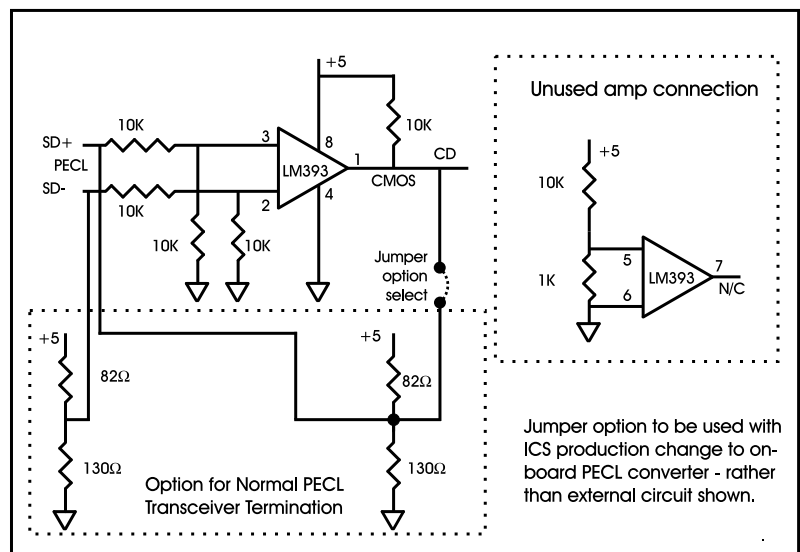 +5
10K
3
8
10K
SD+
PECL
LM393
1
CD
CMOS
SD-
10K
2
4
10K
10K
Jumper
option
select
+5
82Ω
130Ω
+5
82Ω
130Ω
Option for Normal PECL
Transceiver Termination
Unused amp connection
+5
10K
5
LM393
7
N/C
1K
6
Jumper option to be used with
ICS production change to on-
board PECL converter - rather
than external circuit shown.